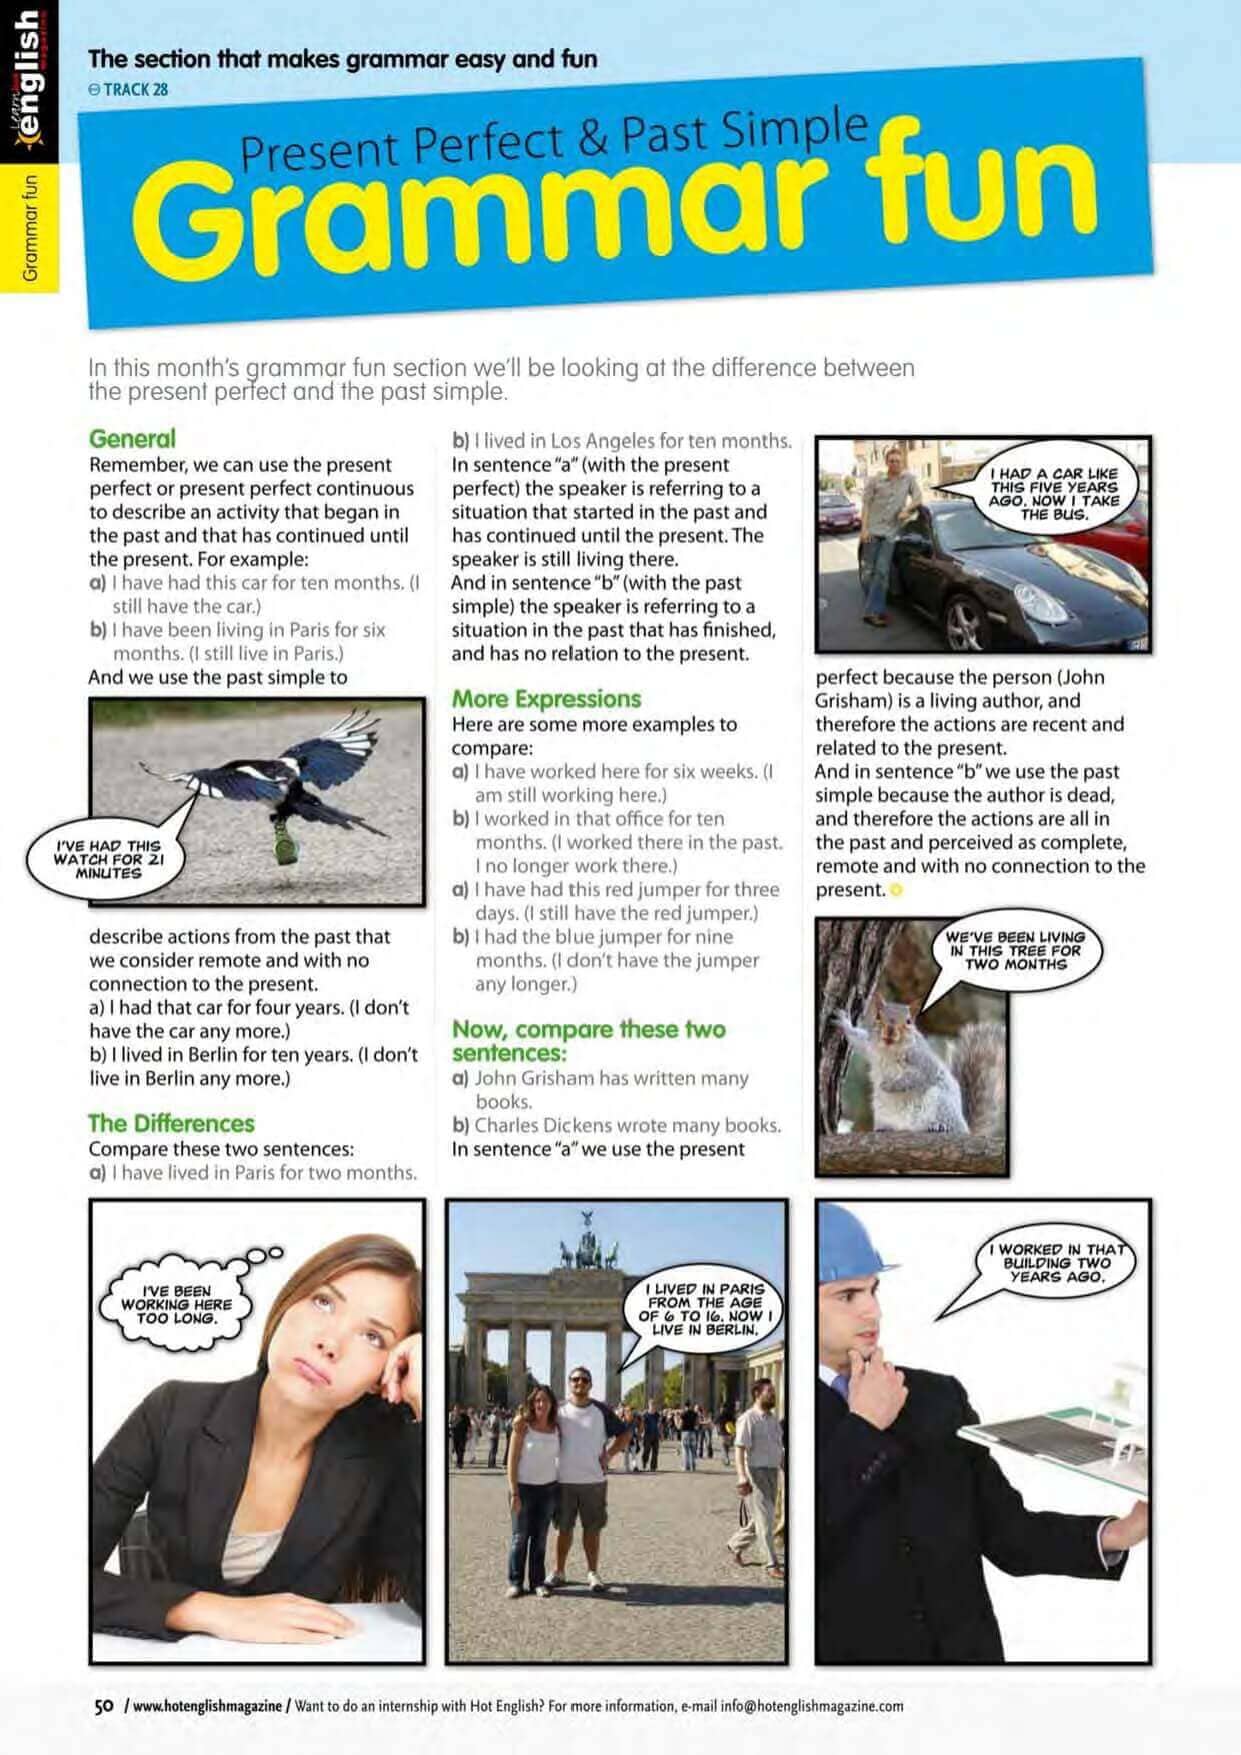 Learn hot
english
magazine
Grammar fun
The section that makes grammar easy and fun
TRACK 28
Present Perfect & Past Simple
Grammar fun
In this month's grammar fun section we'll be looking at the difference between
the present perfect and the past simple.
General
Remember, we can use the present
perfect or present perfect continuous
to describe an activity that began in
the past and that has continued until
the present. For example:
a) I have had this car for ten months. (I
still have the car.)
b) I have been living in Paris for six
months. (I still live in Paris.)
And we use the past simple to
I'VE HAD THIS
WATCH FOR 21
MINUTES
describe actions from the past that
we consider remote and with no
connection to the present.
a) I had that car for four years. (I don't
have the car any more.)
b) I lived in Berlin for ten years. (I don't
live in Berlin any more.)
The Differences
Compare these two sentences:
a) I have lived in Paris for two months.
b) I lived in Los Angeles for ten months.
In sentence "a" (with the present
perfect) the speaker is referring to a
situation that started in the past and
has continued until the present. The
speaker is still living there.
And in sentence "b" (with the past
simple) the speaker is referring to a
situation in the past that has finished,
and has no relation to the present.
More Expressions
Here are some more examples to
compare:
a) I have worked here for six weeks. (I
am still working here.)
b) I worked in that office for ten
months. (I worked there in the past.
I no longer work there.)
a) I have had this red jumper for three
days. (I still have the red jumper.)
b) I had the blue jumper for nine
months. (I don't have the jumper
any longer.)
Now, compare these two
sentences:
a) John Grisham has written many
books.
b) Charles Dickens wrote many books.
In sentence "a" we use the present
I HAD A CAR LIKE
THIS FIVE YEARS
AGO. NOW I TAKE
THE BUS.
perfect because the person (John
Grisham) is a living author, and
therefore the actions are recent and
related to the present.
And in sentence "b" we use the past
simple because the author is dead,
and therefore the actions are all in
the past and perceived as complete,
remote and with no connection to the
present.
WE'VE BEEN LIVING
IN THIS TREE FOR
TWO MONTHS
I'VE BEEN
WORKING HERE
TOO LONG.
I LIVED IN PARIS
FROM THE AGE
OF 6 TO 16. NOW I
LIVE IN BERLIN.
I WORKED IN THAT
BUILDING TWO
YEARS AGO.
50 / www.hotenglishmagazine / Want to do an internship with Hot English? For more information, e-mail info@hotenglishmagazine.com